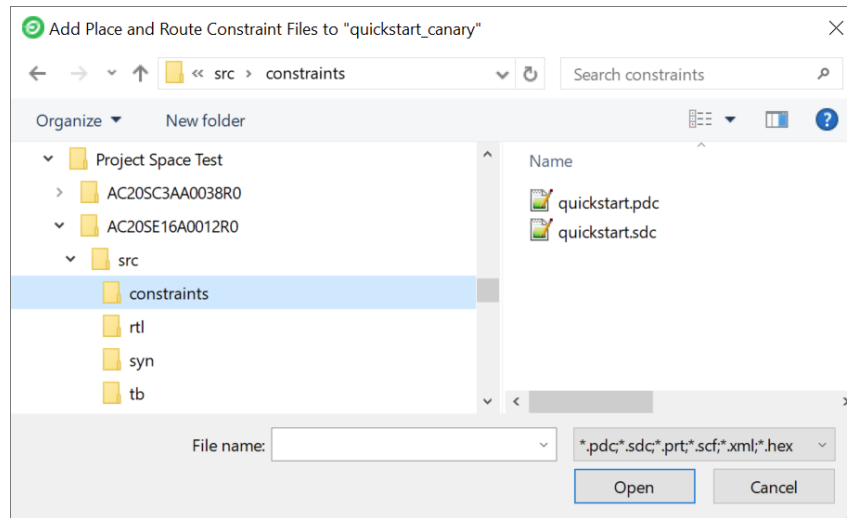 Add Place and Route Constraint Files to "quickstart_canary"
« src › constraints
Search constraints
Organize
New folder
Project Space Test
AC20SC3AA0038R0
AC20SE16A0012R0
src
constraints
rtl
syn
tb
Name
quickstart.pdc
quickstart.sdc
File name:
*.pdc;*.sdc;*.prt;*.scf;*.xml;*.hex
Open
Cancel